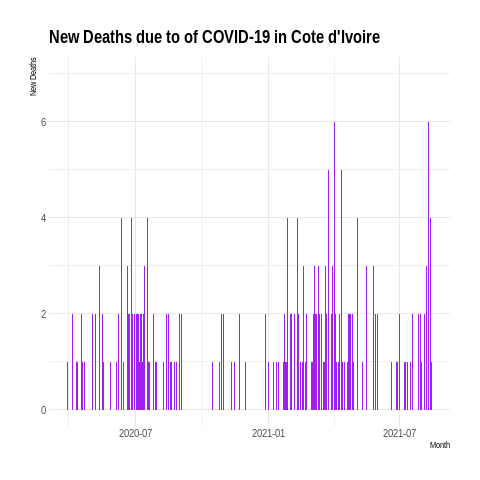 New Deaths due to of COVID-19 in Cote d'Ivoire
New Deaths
6
4
2
0
2020-07 2021-01 2021-07
Month